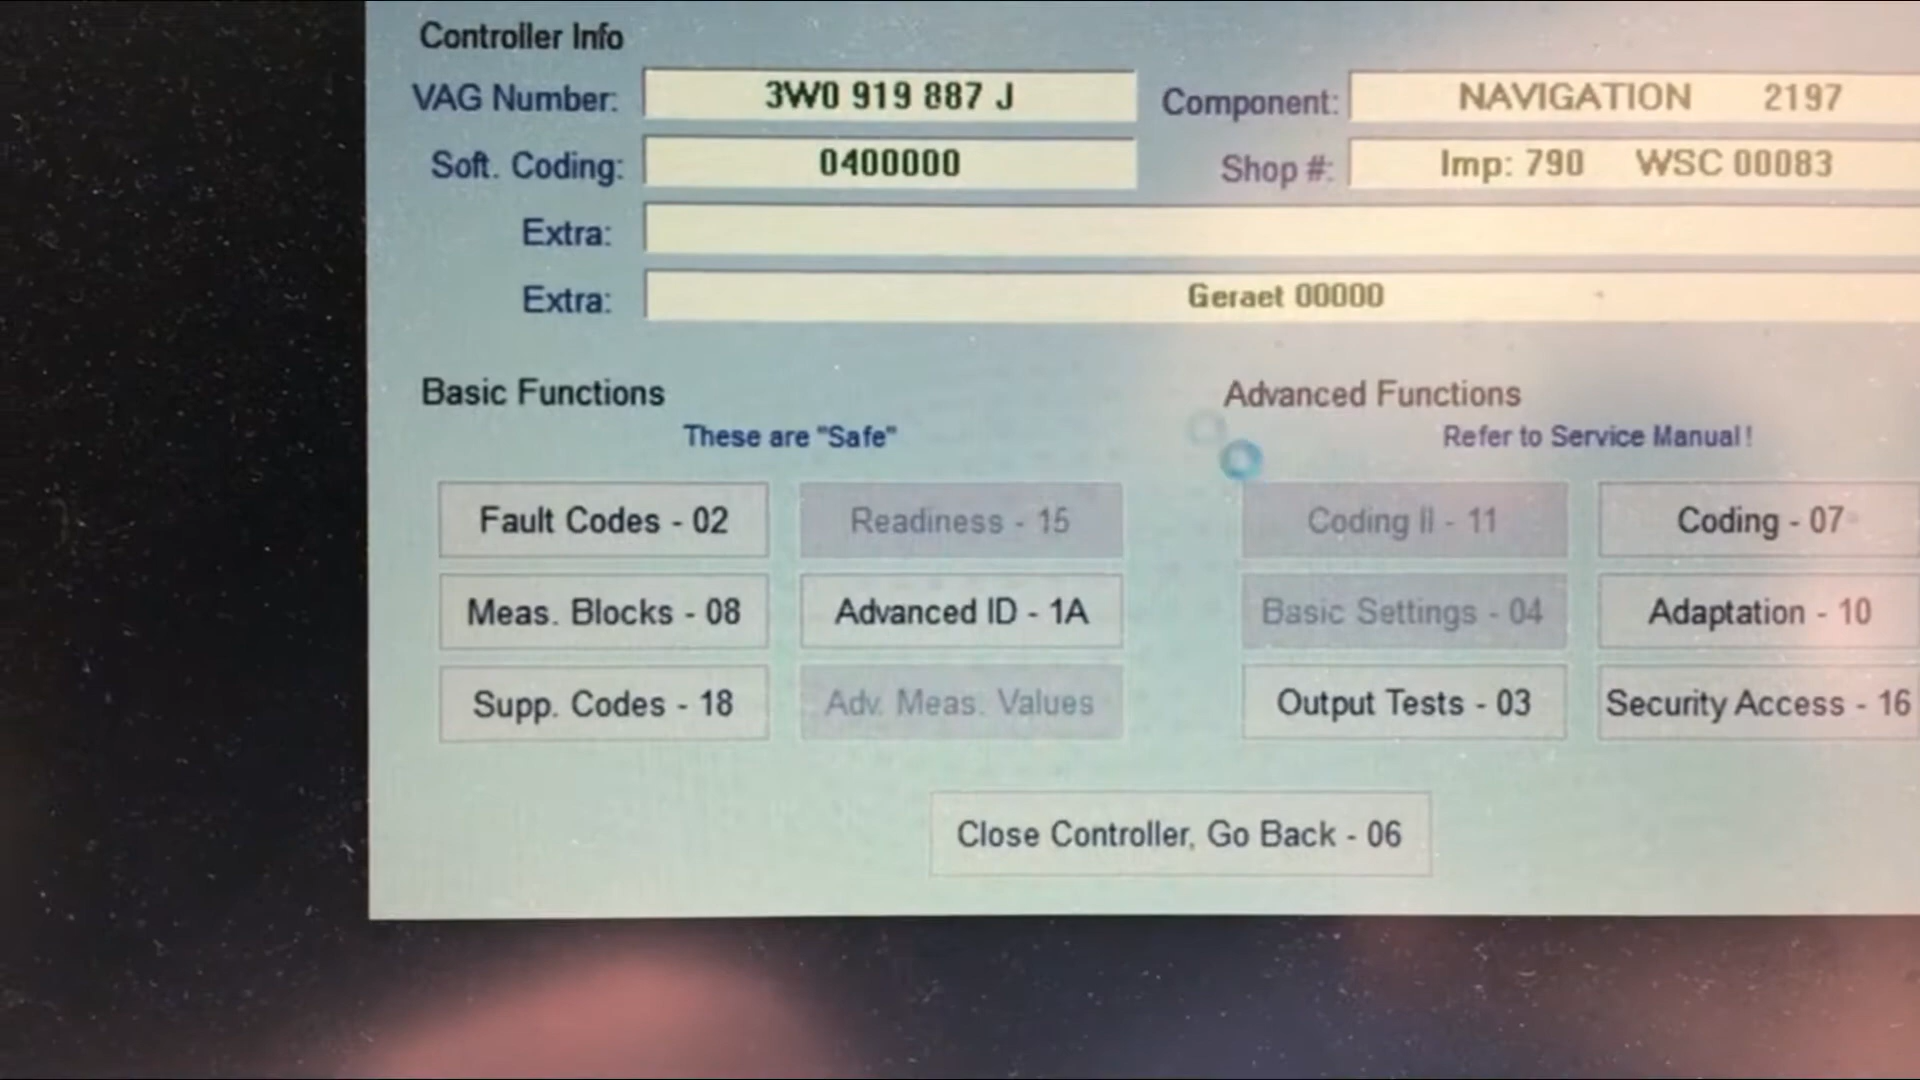 Controller Info
VAG Number: 3W0 919 887 J Component: NAVIGATION 2197
Soft. Coding: 0400000 Shop #: Imp: 790 WSC 00083
Extra:
Extra: Geraet 00000
Basic Functions Advanced Functions
These are "Safe" Refer to Service Manual!
Fault Codes - 02 Readiness - 15 Coding II - 11 Coding - 07
Meas. Blocks - 08 Advanced ID - 1A Basic Settings - 04 Adaptation - 10
Supp. Codes - 18 Adv. Meas. Values Output Tests - 03 Security Access - 16
Close Controller, Go Back - 06